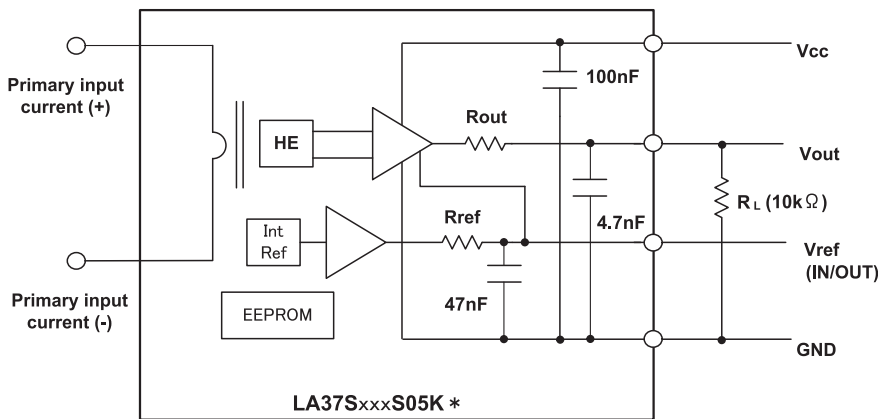 Primary input
current (+)
Vcc
100nF
Rout
HE
Vout
RL (10kΩ)
4.7nF
Int
Ref
Rref
Vref
(IN/OUT)
Primary input
current (-)
EEPROM
47nF
GND
LA37SxxxS05K *